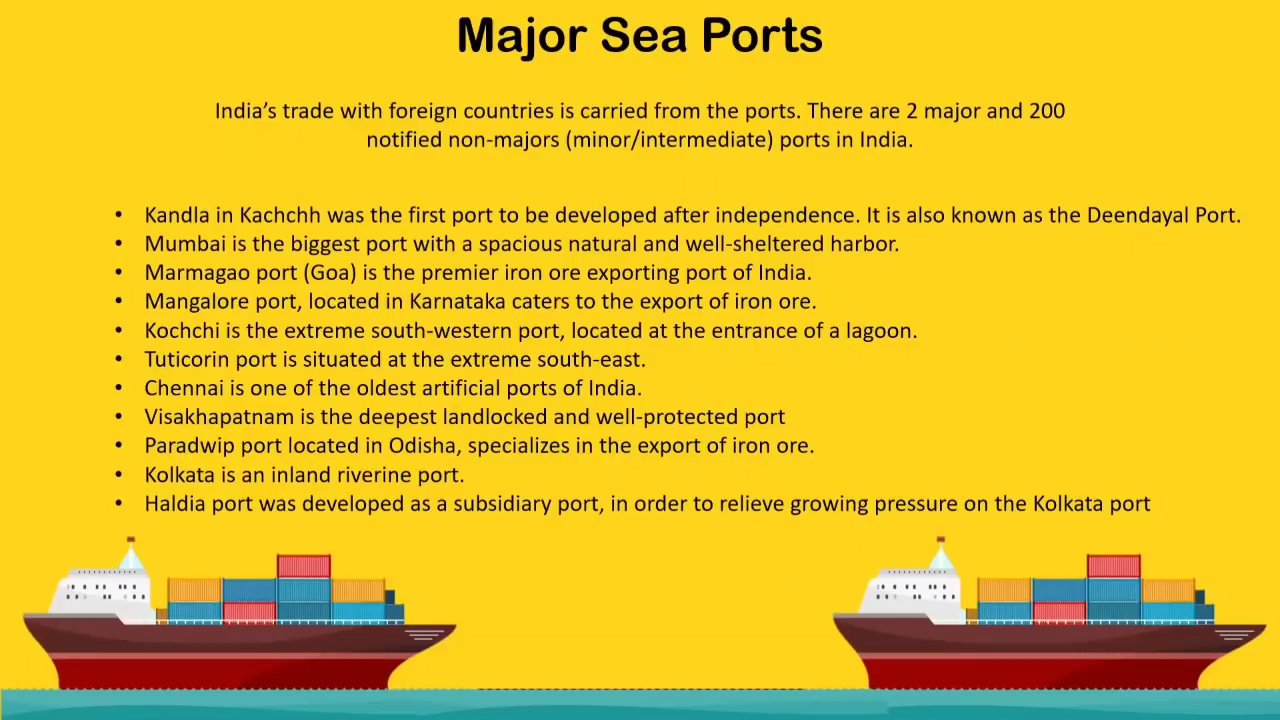 Major Sea Ports
India’s trade with foreign countries is carried from the ports. There are 2 major and 200
notified non-majors (minor/intermediate) ports in India.
• Kandla in Kachchh was the first port to be developed after independence. It is also known as the Deendayal Port.
• Mumbai is the biggest port with a spacious natural and well-sheltered harbor.
• Marmagao port (Goa) is the premier iron ore exporting port of India.
• Mangalore port, located in Karnataka caters to the export of iron ore.
• Kochchi is the extreme south-western port, located at the entrance of a lagoon.
• Tuticorin port is situated at the extreme south-east.
• Chennai is one of the oldest artificial ports of India.
• Visakhapatnam is the deepest landlocked and well-protected port
• Paradwip port located in Odisha, specializes in the export of iron ore.
• Kolkata is an inland riverine port.
• Haldia port was developed as a subsidiary port, in order to relieve growing pressure on the Kolkata port